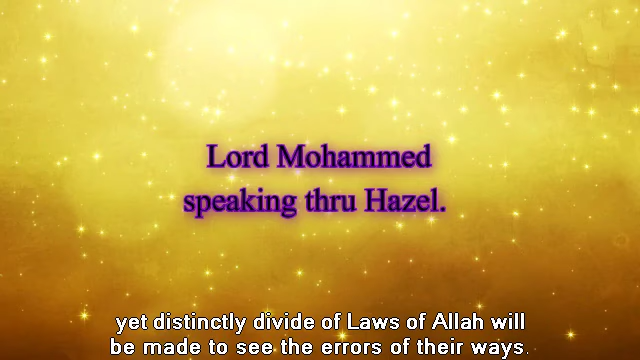 Lord Mohammed
speaking thru Hazel.
yet distinctly divide of Laws of Allah will
be made to see the errors of their ways.